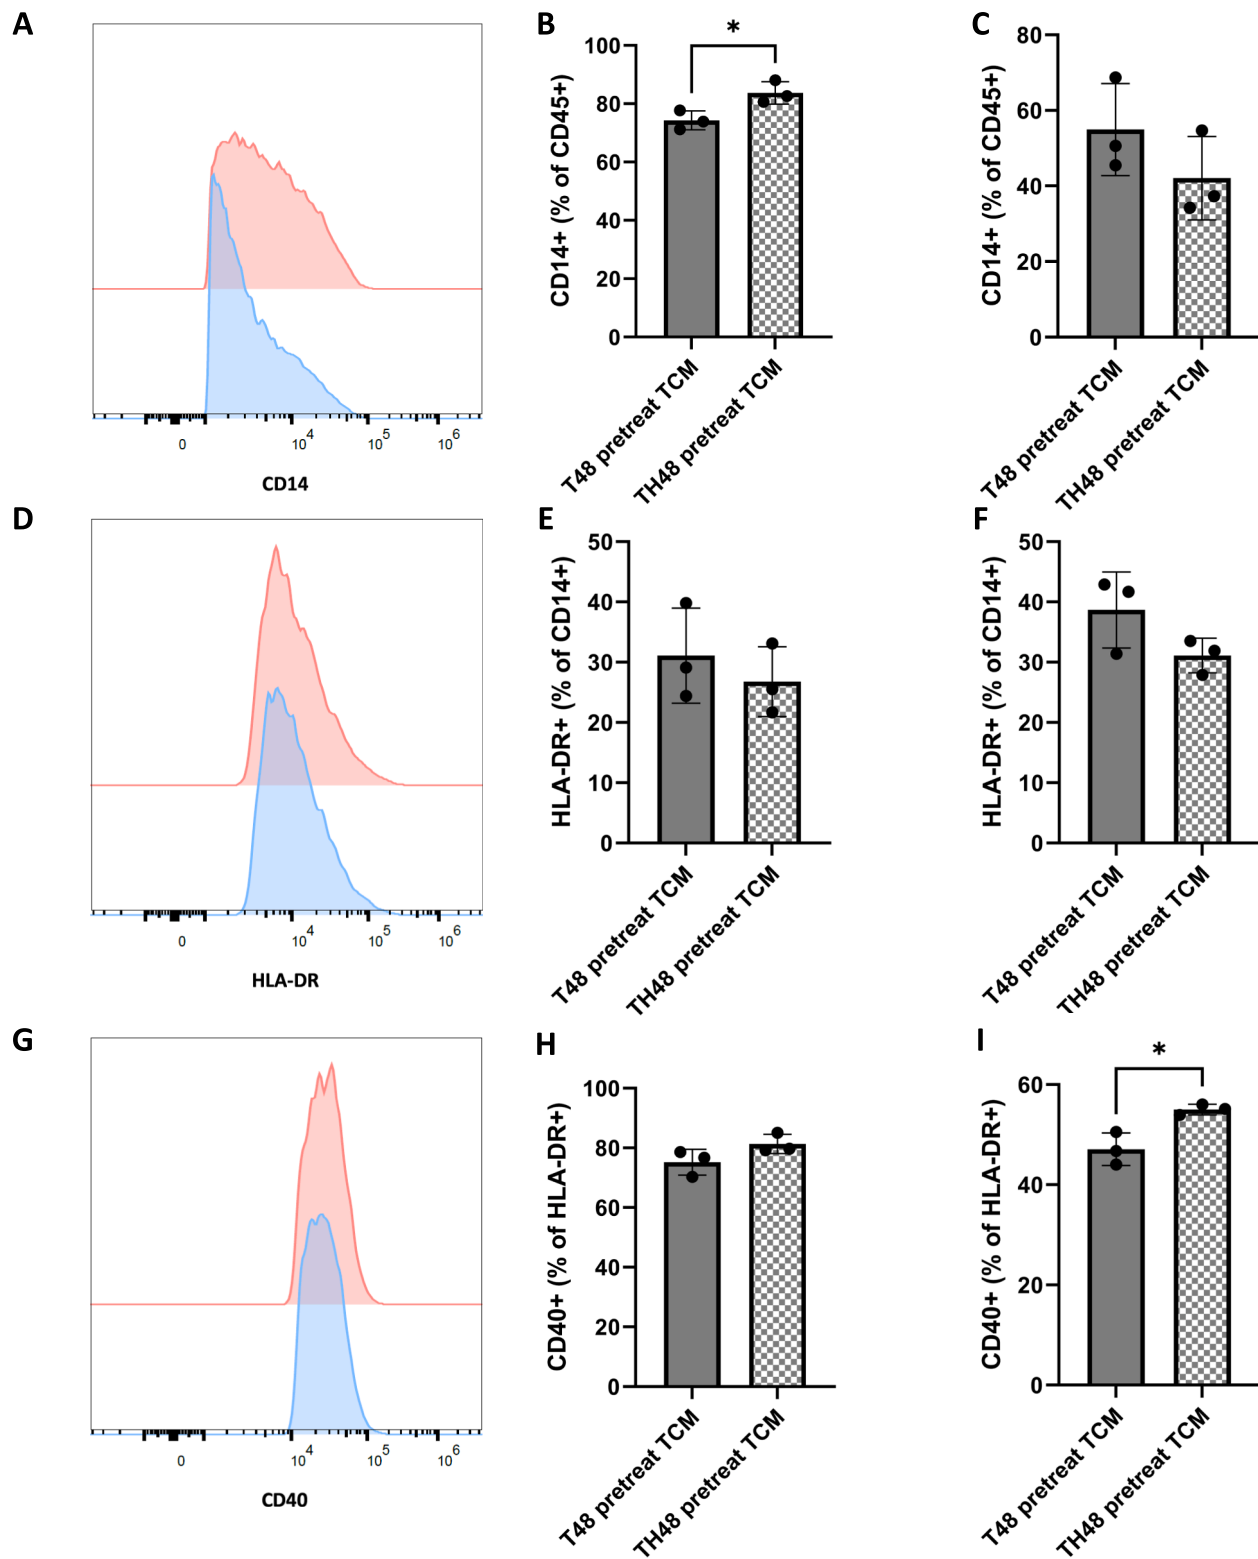 A
0
10^4
10^5
10^6
CD14
B
*
CD14+ (% of CD45+)
100
80
60
40
20
0
T48 pretreat TCM
TH48 pretreat TCM
C
CD14+ (% of CD45+)
80
60
40
20
0
T48 pretreat TCM
TH48 pretreat TCM
D
0
10^4
10^5
10^6
HLA-DR
E
HLA-DR+ (% of CD14+)
50
40
30
20
10
0
T48 pretreat TCM
TH48 pretreat TCM
F
HLA-DR+ (% of CD14+)
50
40
30
20
10
0
T48 pretreat TCM
TH48 pretreat TCM
G
0
10^4
10^5
10^6
CD40
H
CD40+ (% of HLA-DR+)
100
80
60
40
20
0
T48 pretreat TCM
TH48 pretreat TCM
I
*
CD40+ (% of HLA-DR+)
60
40
20
0
T48 pretreat TCM
TH48 pretreat TCM